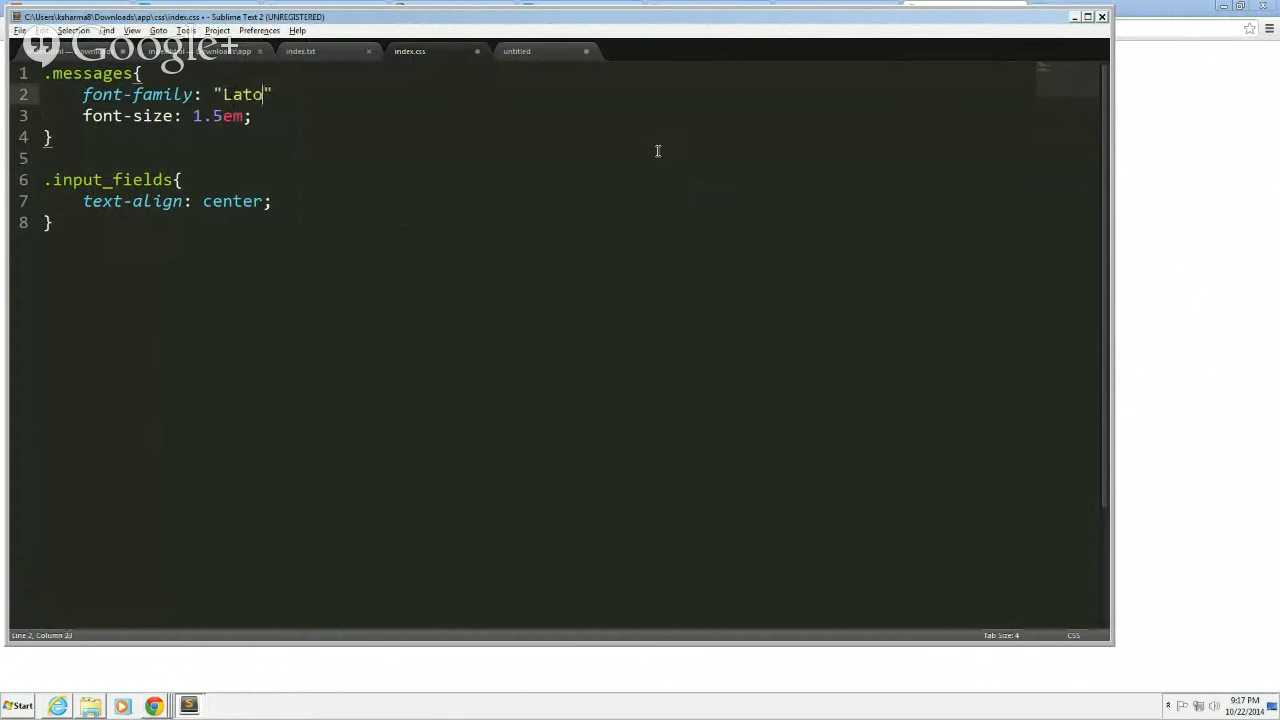 C:\Users\ksharma8\Downloads\app\css\index.css • - Sublime Text 2 (UNREGISTERED)
File Edit Selection Find View Goto Tools Project Preferences Help
Google+
index.txt
index.css
untitled
1 .messages{
2 font-family: "Lato"
3 font-size: 1.5em;
4 }
5
6 .input_fields{
7 text-align: center;
8 }
Line 2, Column 23
Tab Size: 4
CSS
Start
9:17 PM
10/22/2014